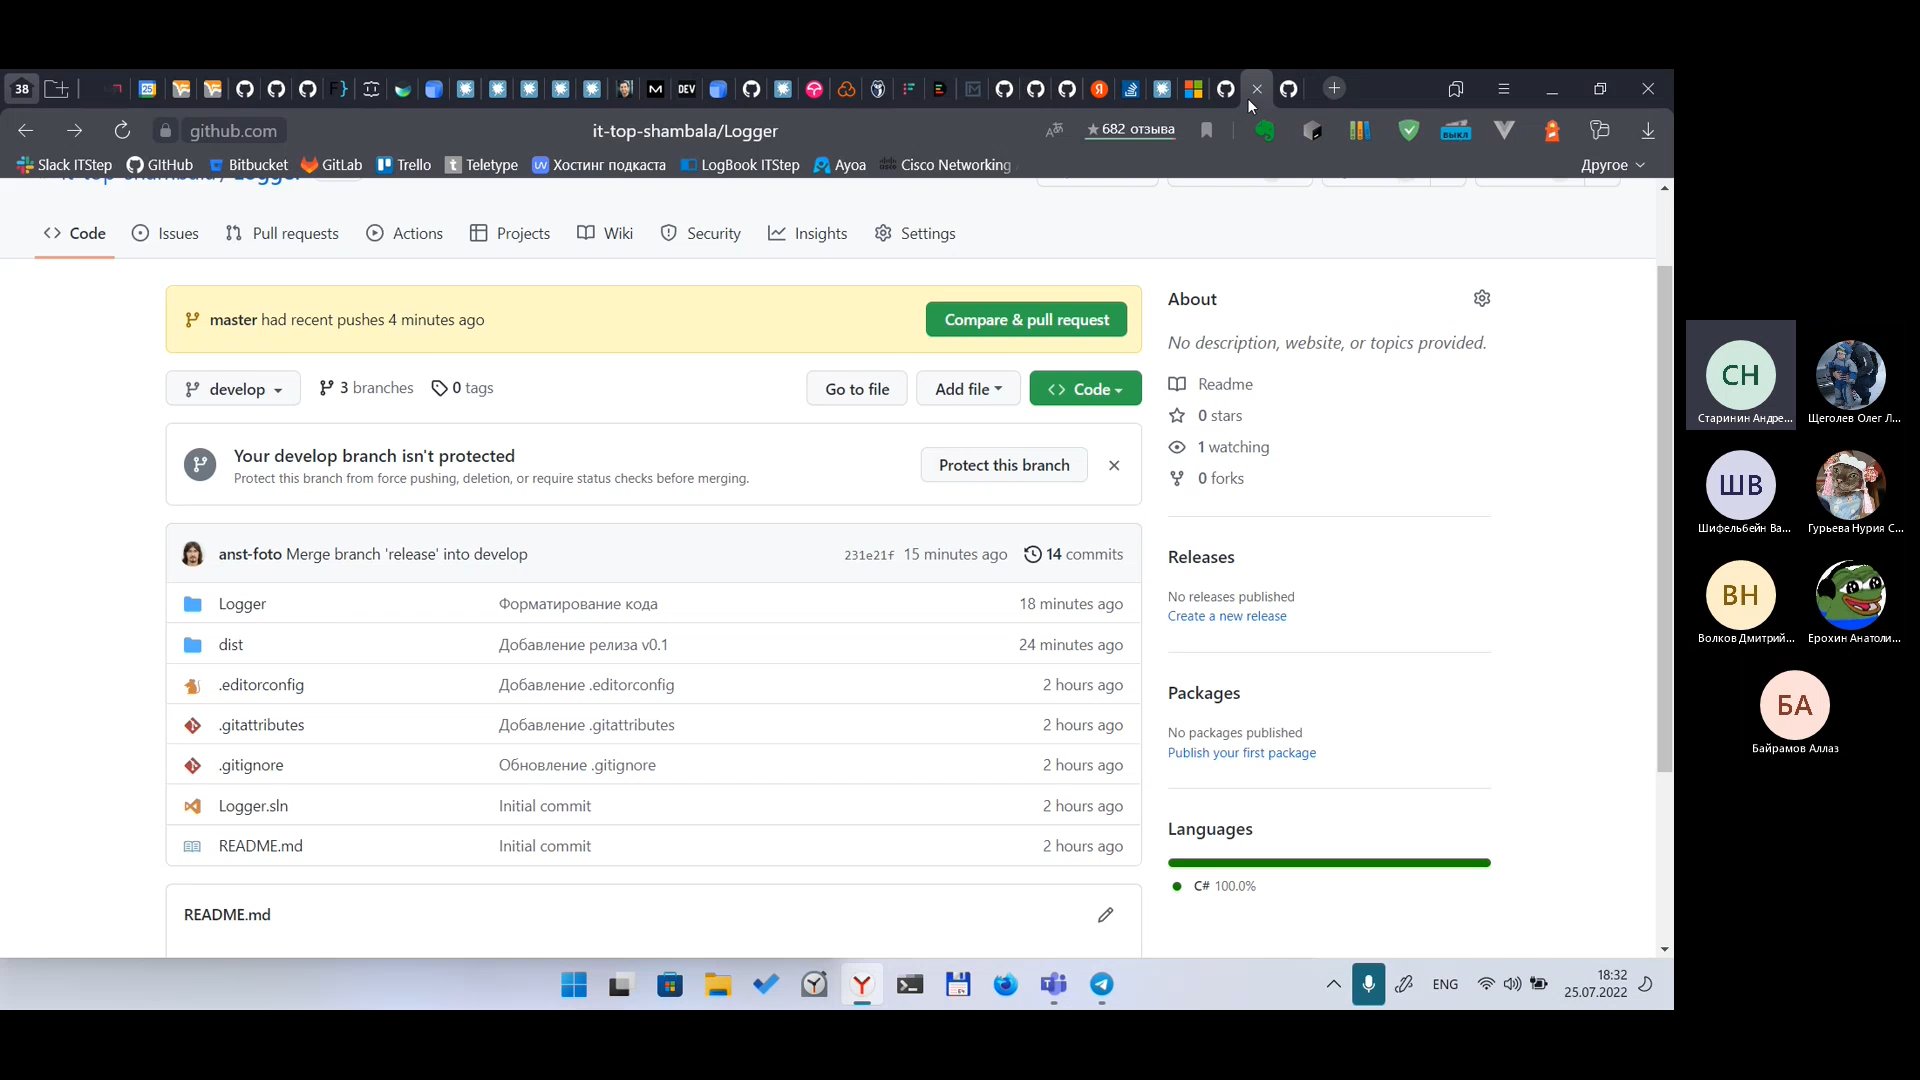 38
25
DEV
github.com
it-top-shambala/Logger
★682 отзыва
выкл
Slack ITStep
GitHub
Bitbucket
GitLab
Trello
Teletype
Хостинг подкаста
LogBook ITStep
Ayoa
Cisco Networking
Другое
Code
Issues
Pull requests
Actions
Projects
Wiki
Security
Insights
Settings
master had recent pushes 4 minutes ago
Compare & pull request
develop
3 branches
0 tags
Go to file
Add file
Code
Your develop branch isn't protected
Protect this branch from force pushing, deletion, or require status checks before merging.
Protect this branch
anst-foto Merge branch 'release' into develop
231e21f 15 minutes ago
14 commits
Logger
Форматирование кода
18 minutes ago
dist
Добавление релиза v0.1
24 minutes ago
.editorconfig
Добавление .editorconfig
2 hours ago
.gitattributes
Добавление .gitattributes
2 hours ago
.gitignore
Обновление .gitignore
2 hours ago
Logger.sln
Initial commit
2 hours ago
README.md
Initial commit
2 hours ago
README.md
About
No description, website, or topics provided.
Readme
0 stars
1 watching
0 forks
Releases
No releases published
Create a new release
Packages
No packages published
Publish your first package
Languages
C# 100.0%
ENG
18:32
25.07.2022
СН
Старинин Андре...
Щеголев Олег Л...
ШВ
Шифельбейн Ва...
Гурьева Нурия С...
ВН
Волков Дмитрий...
Ерохин Анатоли...
БА
Байрамов Аллаз